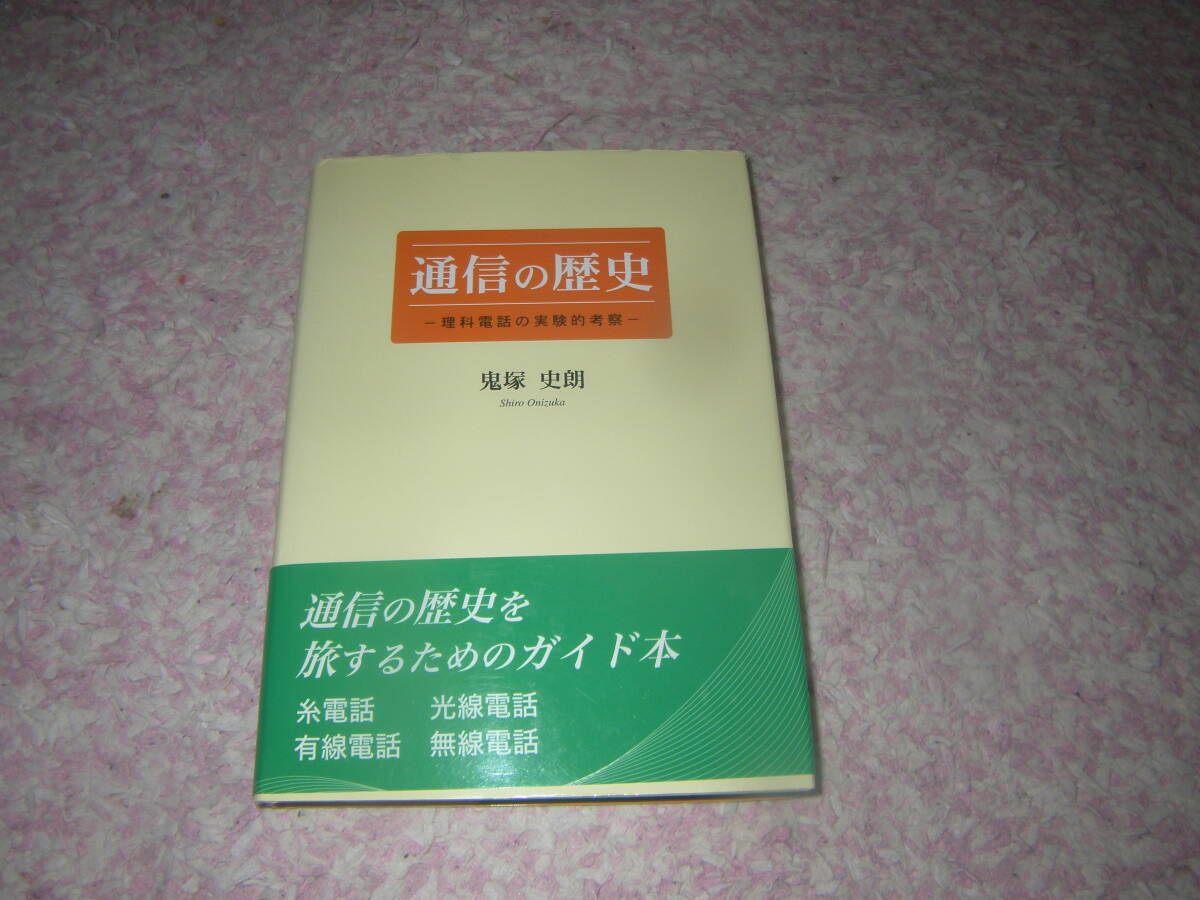 通信の歴史
－理科電話の実験的考察－
鬼塚 史朗
Shiro Onizuka
通信の歴史を
旅するためのガイド本
糸電話 光線電話
有線電話 無線電話